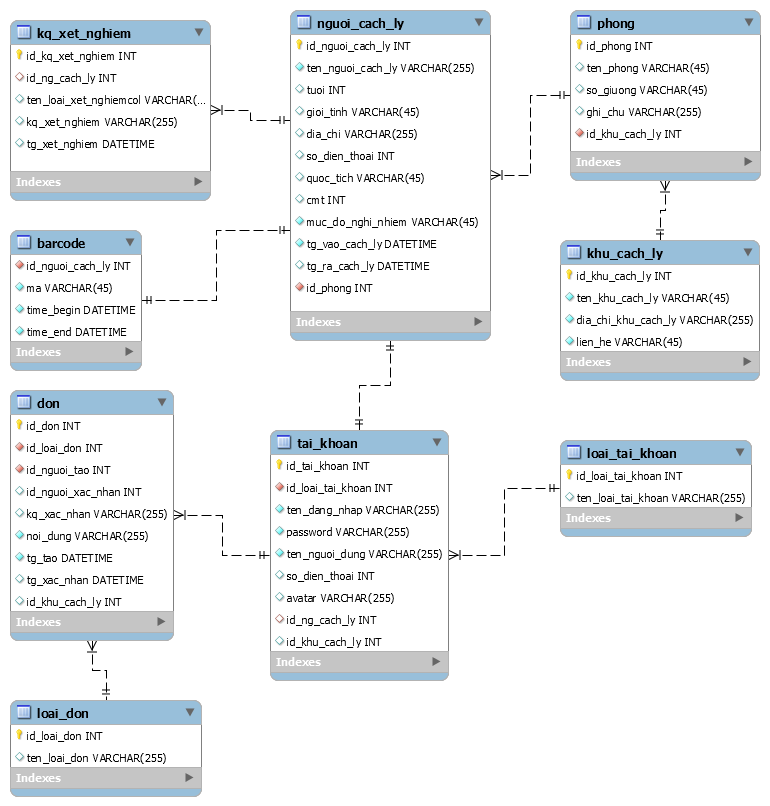 kq_xet_nghiem
id_kq_xet_nghiem INT
id_ng_cach_ly INT
ten_loai_xet_nghiemcol VARCHAR(...
kq_xet_nghiem VARCHAR(255)
tg_xet_nghiem DATETIME
Indexes
nguoi_cach_ly
id_nguoi_cach_ly INT
ten_nguoi_cach_ly VARCHAR(255)
tuoi INT
gioi_tinh VARCHAR(45)
dia_chi VARCHAR(255)
so_dien_thoai INT
quoc_tich VARCHAR(45)
cmt INT
muc_do_nghi_nhiem VARCHAR(45)
tg_vao_cach_ly DATETIME
tg_ra_cach_ly DATETIME
id_phong INT
Indexes
phong
id_phong INT
ten_phong VARCHAR(45)
so_giuong VARCHAR(45)
ghi_chu VARCHAR(255)
id_khu_cach_ly INT
Indexes
barcode
id_nguoi_cach_ly INT
ma VARCHAR(45)
time_begin DATETIME
time_end DATETIME
Indexes
khu_cach_ly
id_khu_cach_ly INT
ten_khu_cach_ly VARCHAR(45)
dia_chi_khu_cach_ly VARCHAR(255)
lien_he VARCHAR(45)
Indexes
don
id_don INT
id_loai_don INT
id_nguoi_tao INT
id_nguoi_xac_nhan INT
kq_xac_nhan VARCHAR(255)
noi_dung VARCHAR(255)
tg_tao DATETIME
tg_xac_nhan DATETIME
id_khu_cach_ly INT
Indexes
tai_khoan
id_tai_khoan INT
id_loai_tai_khoan INT
ten_dang_nhap VARCHAR(255)
password VARCHAR(255)
ten_nguoi_dung VARCHAR(255)
so_dien_thoai INT
avatar VARCHAR(255)
id_ng_cach_ly INT
id_khu_cach_ly INT
Indexes
loai_tai_khoan
id_loai_tai_khoan INT
ten_loai_tai_khoan VARCHAR(255)
Indexes
loai_don
id_loai_don INT
ten_loai_don VARCHAR(255)
Indexes